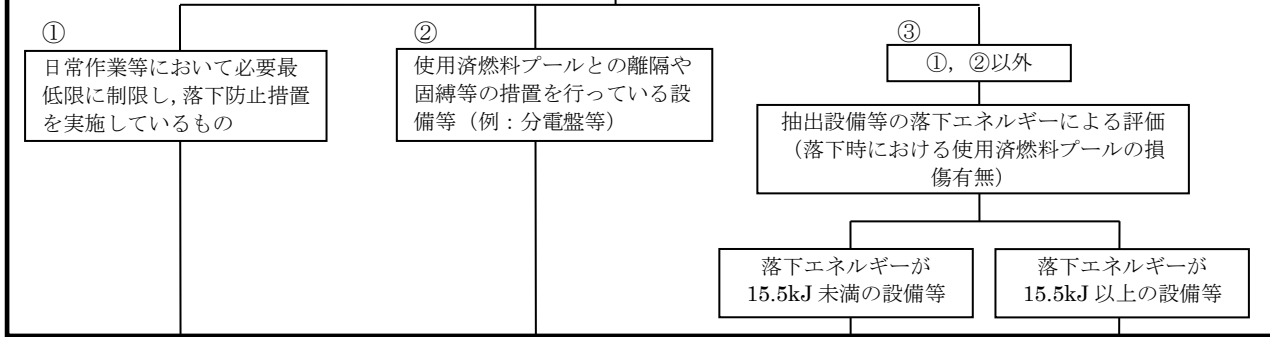 ①
日常作業等において必要最
低限に制限し,落下防止措置
を実施しているもの
②
使用済燃料プールとの離隔や
固縛等の措置を行っている設
備等（例：分電盤等）
③
①，②以外
抽出設備等の落下エネルギーによる評価
（落下時における使用済燃料プールの損
傷有無）
落下エネルギーが
15.5kJ 未満の設備等
落下エネルギーが
15.5kJ 以上の設備等